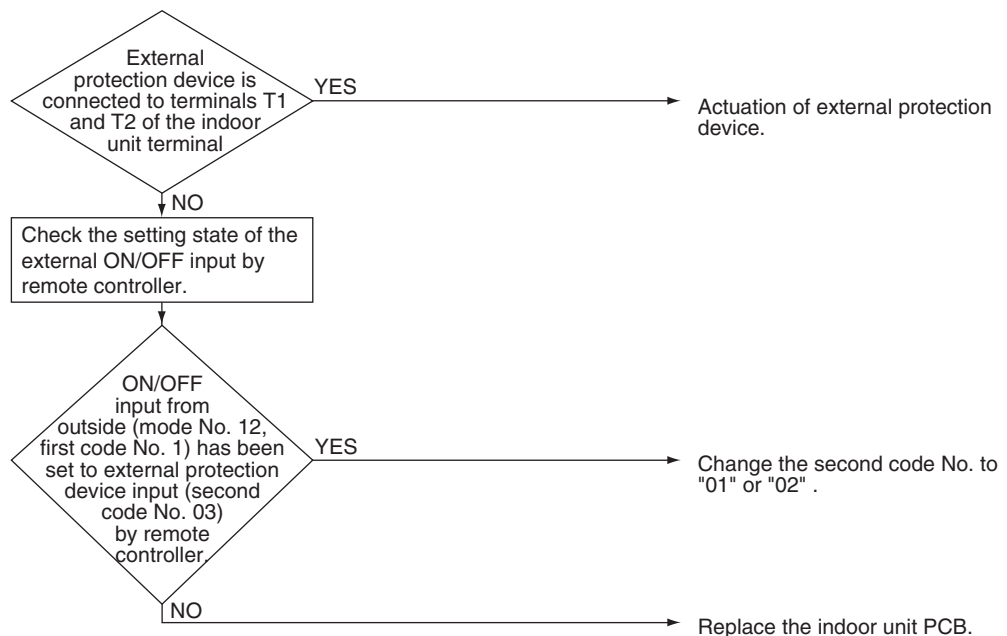 External
protection device is
connected to terminals T1
and T2 of the indoor
unit terminal
YES
Actuation of external protection
device.
NO
Check the setting state of the
external ON/OFF input by
remote controller.
ON/OFF
input from
outside (mode No. 12,
first code No. 1) has been
set to external protection
device input (second
code No. 03)
by remote
controller.
YES
Change the second code No. to
"01" or "02" .
NO
Replace the indoor unit PCB.